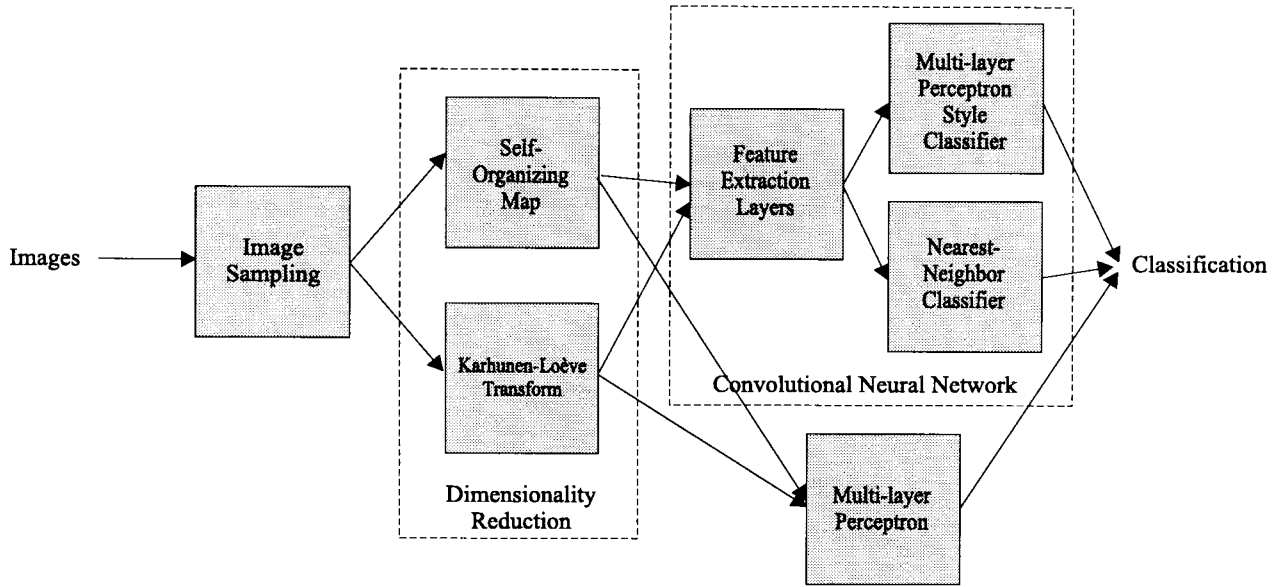 Images
Image
Sampling
Self-
Organizing
Map
Karhunen-Loève
Transform
Dimensionality
Reduction
Feature
Extraction
Layers
Multi-layer
Perceptron
Style
Classifier
Nearest-
Neighbor
Classifier
Convolutional Neural Network
Multi-layer
Perceptron
Classification